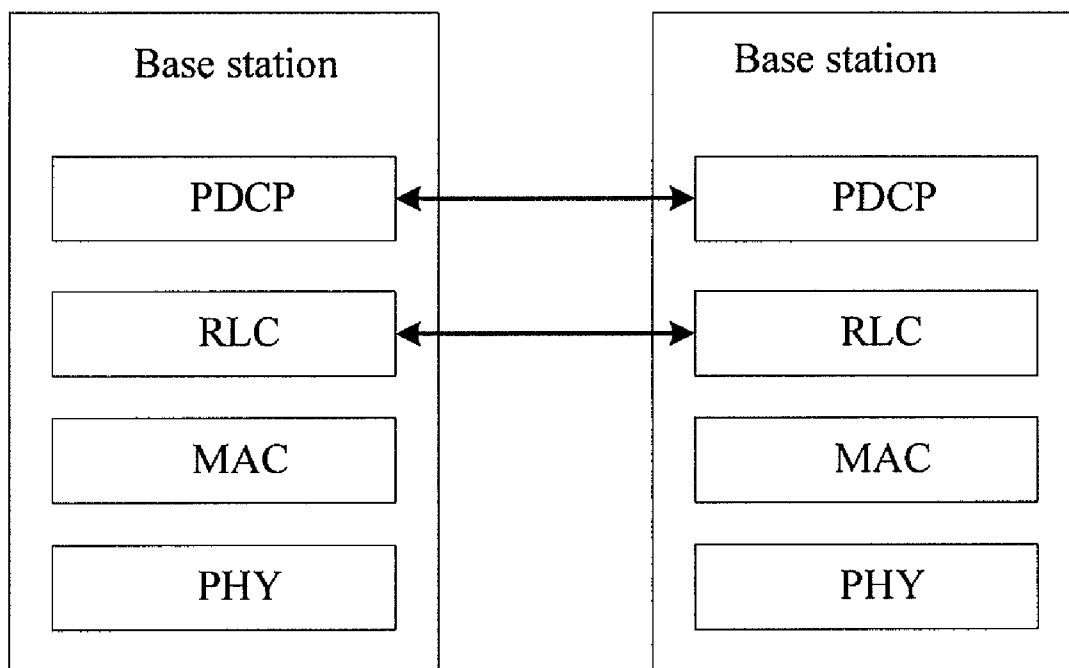 Base station
PDCP
RLC
MAC
PHY
Base station
PDCP
RLC
MAC
PHY